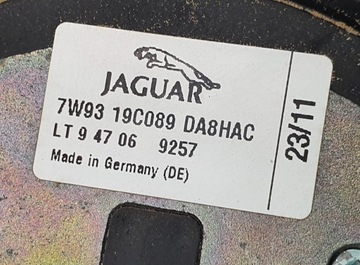 JAGUAR
7W93 19C089 DA8HAC
LT 9 47 06 9257
Made in Germany (DE)
23/11